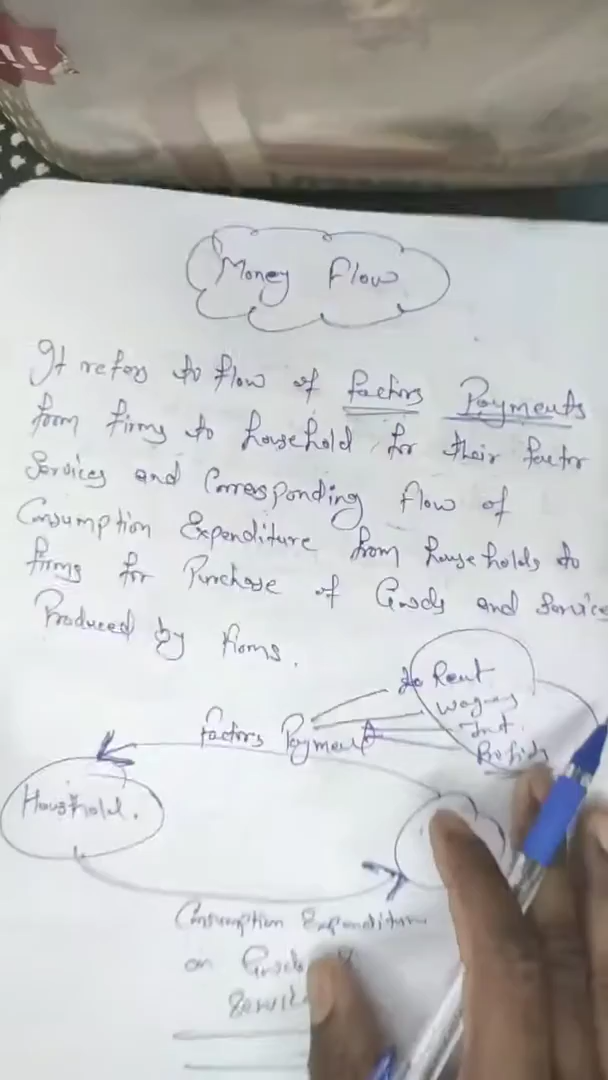 !!
Money Flow
It refers to flow of factors Payments
from firms to household, for their factor
Services and Corresponding flow of
Consumption Expenditure from households to
firms for Purchase of Goods and Service
Produced by firms.
Rent
Wages
Int.
Factors Payment
Household.
Consumption Expenditure
on Goods
Servic